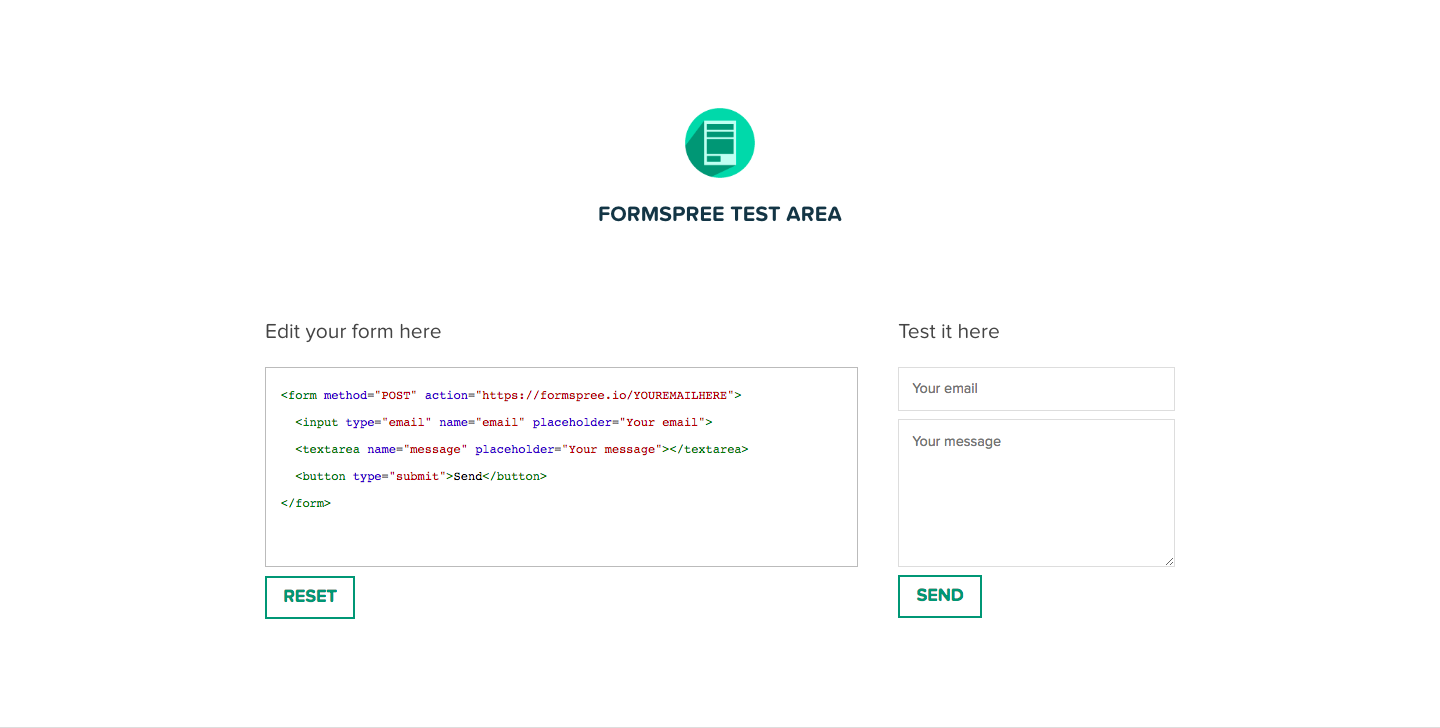 FORMSPREE TEST AREA
Edit your form here
<form method="POST" action="https://formspree.io/YOUREMAILHERE">
  <input type="email" name="email" placeholder="Your email">
  <textarea name="message" placeholder="Your message"></textarea>
  <button type="submit">Send</button>
</form>
RESET
Test it here
Your email
Your message
SEND